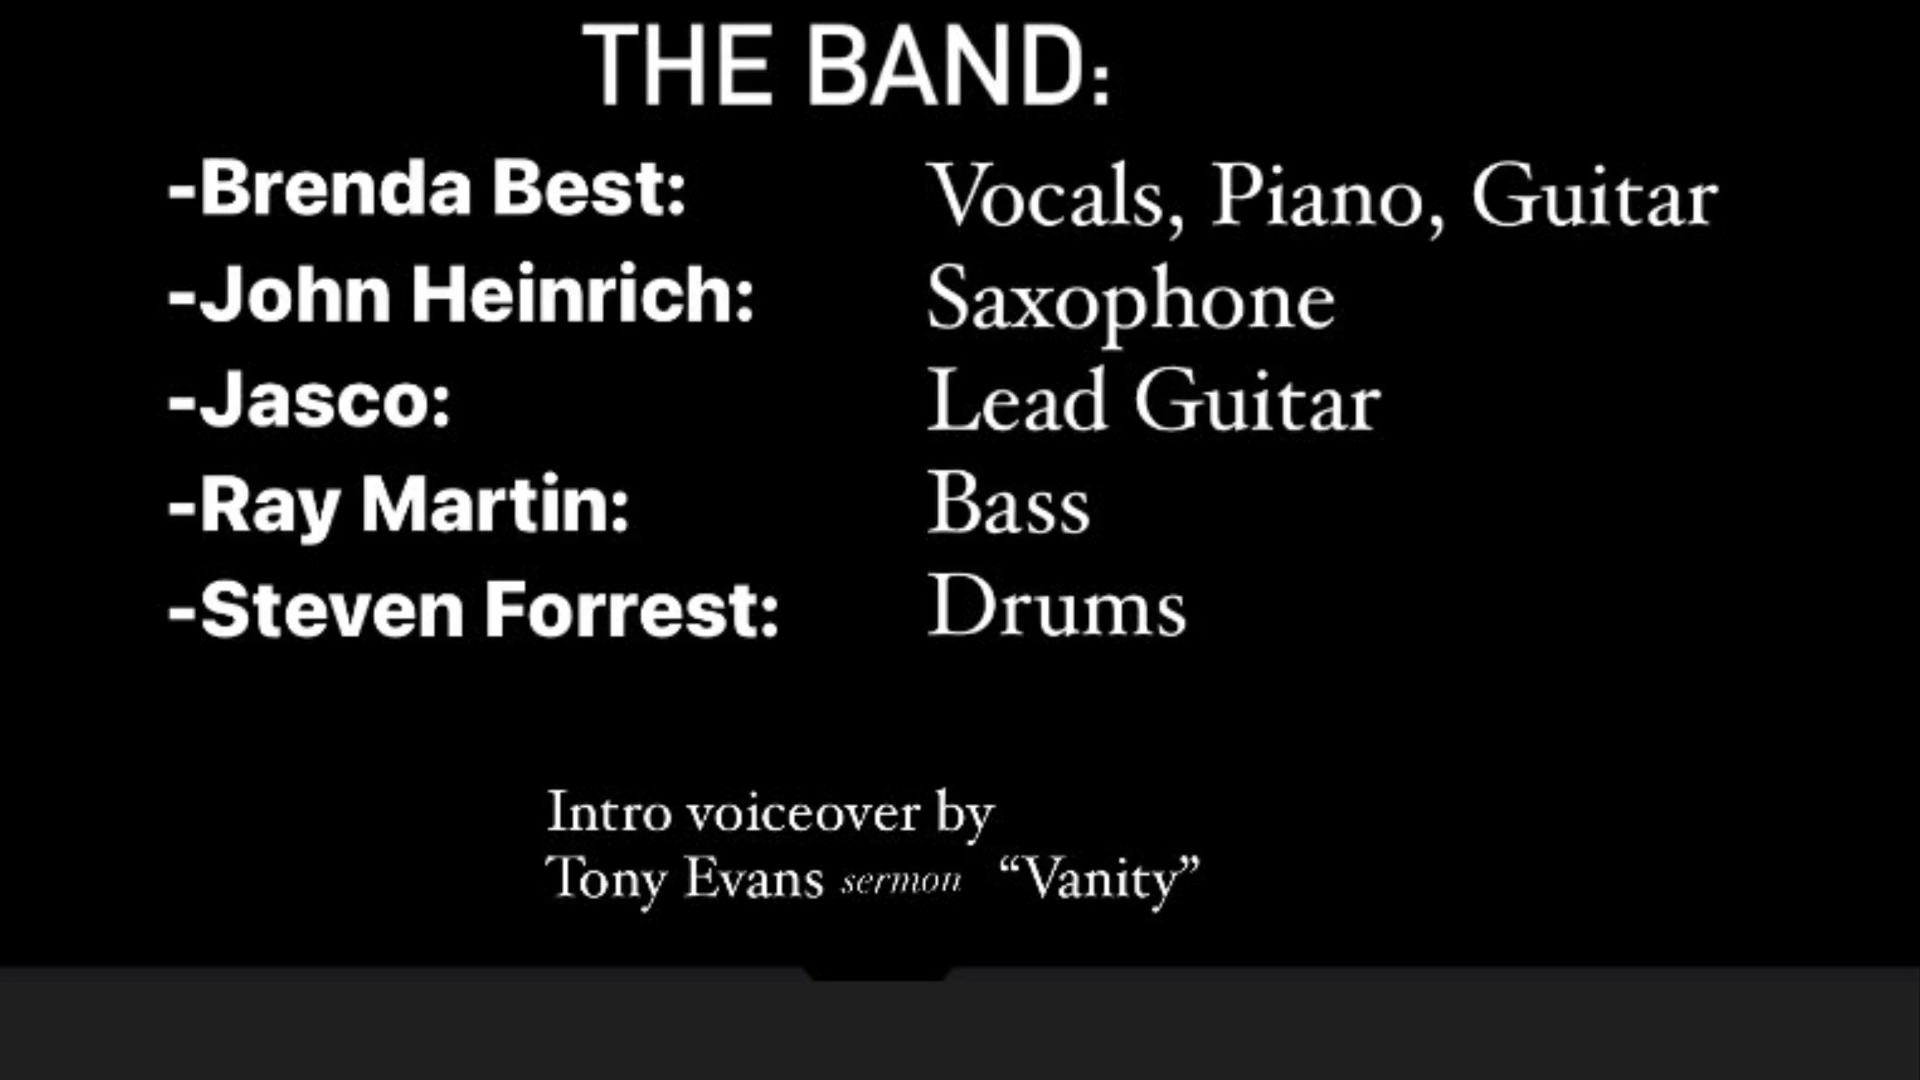 THE BAND:
-Brenda Best: Vocals, Piano, Guitar
-John Heinrich: Saxophone
-Jasco: Lead Guitar
-Ray Martin: Bass
-Steven Forrest: Drums
Intro voiceover by
Tony Evans sermon “Vanity”